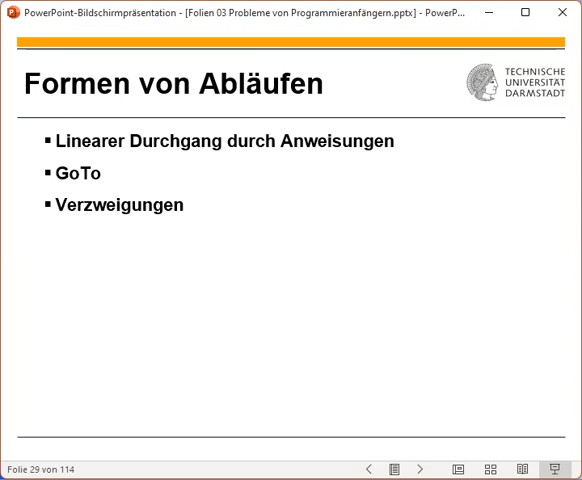 PowerPoint-Bildschirmpräsentation - [Folien 03 Probleme von Programmieranfängern.pptx] - PowerP...
Formen von Abläufen
TECHNISCHE
UNIVERSITÄT
DARMSTADT
▪ Linearer Durchgang durch Anweisungen
▪ GoTo
▪ Verzweigungen
Folie 29 von 114